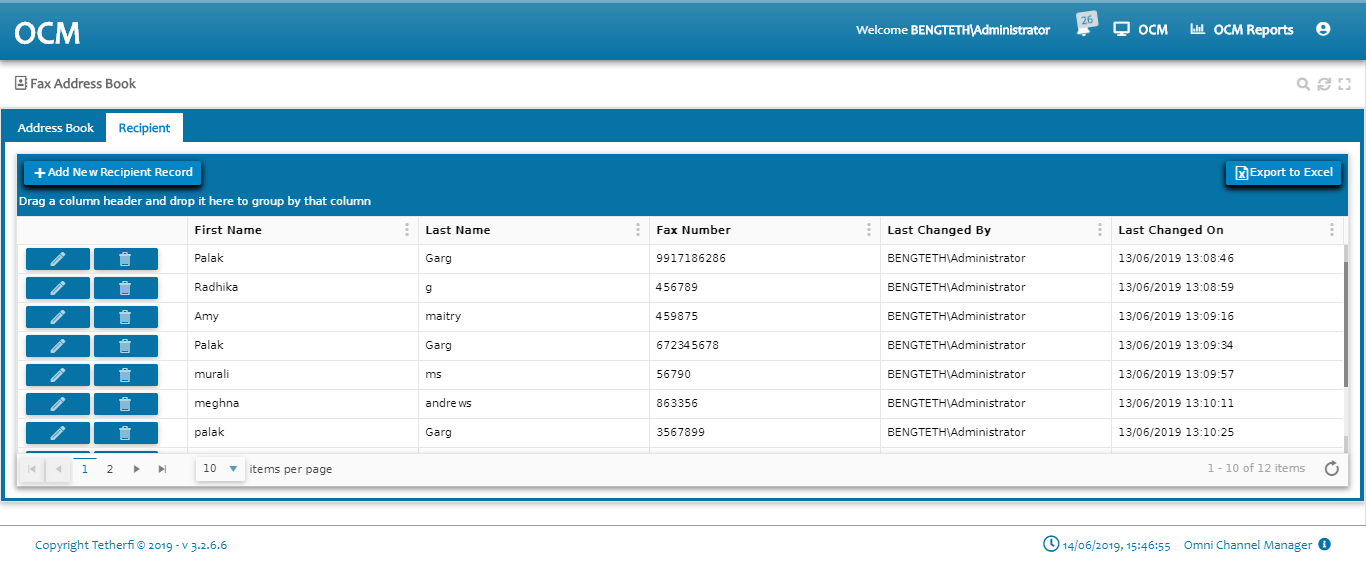 OCM
Welcome BENGTETH\Administrator
26
OCM
OCM Reports
Fax Address Book
Address Book
Recipient
Add New Recipient Record
Export to Excel
Drag a column header and drop it here to group by that column
First Name Last Name Fax Number Last Changed By Last Changed On
Palak Garg 9917186286 BENGTETH\Administrator 13/06/2019 13:08:46
Radhika g 456789 BENGTETH\Administrator 13/06/2019 13:08:59
Amy maitry 459875 BENGTETH\Administrator 13/06/2019 13:09:16
Palak Garg 672345678 BENGTETH\Administrator 13/06/2019 13:09:34
murali ms 56790 BENGTETH\Administrator 13/06/2019 13:09:57
meghna andrews 863356 BENGTETH\Administrator 13/06/2019 13:10:11
palak Garg 3567899 BENGTETH\Administrator 13/06/2019 13:10:25
1 2 10 items per page 1 - 10 of 12 items
Copyright Tetherfi © 2019 - v 3.2.6.6 14/06/2019, 15:46:55 Omni Channel Manager